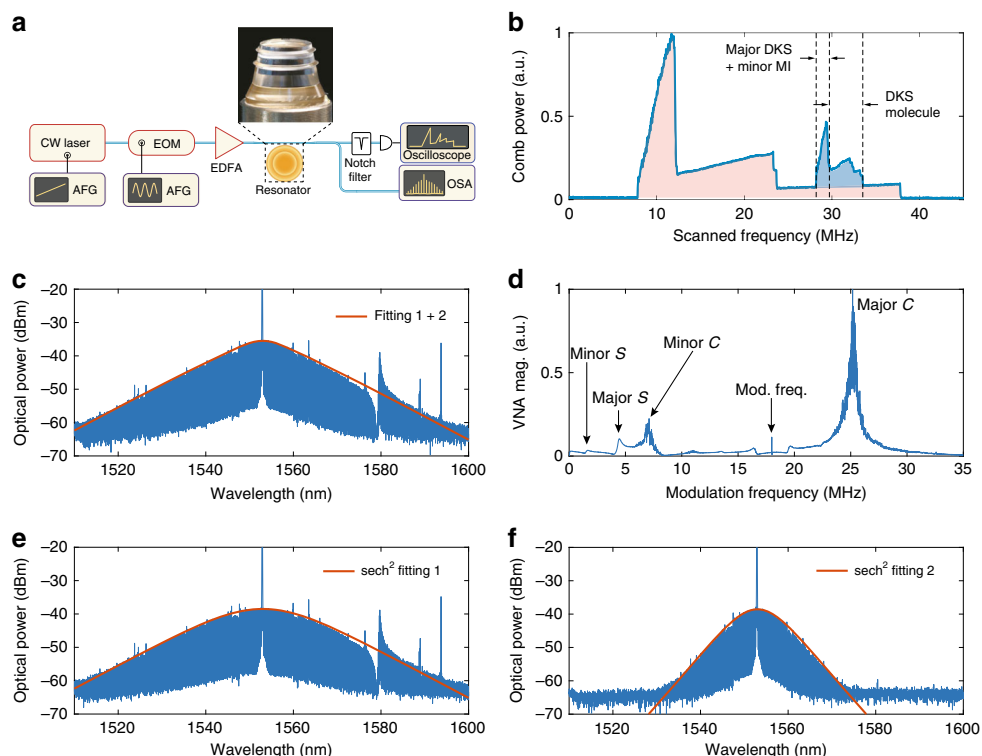 a
CW laser
EOM
EDFA
AFG
AFG
Resonator
Notch
filter
Oscilloscope
OSA
b
Comb power (a.u.)
1
0.5
0
Major DKS
+ minor MI
DKS
molecule
0
10
20
30
40
Scanned frequency (MHz)
c
Optical power (dBm)
−20
−30
−40
−50
−60
−70
Fitting 1 + 2
1520
1540
1560
1580
1600
Wavelength (nm)
d
VNA mag. (a.u.)
1
0.5
0
Minor S
Major S
Minor C
Mod. freq.
Major C
0
5
10
15
20
25
30
35
Modulation frequency (MHz)
e
Optical power (dBm)
−20
−30
−40
−50
−60
−70
sech² fitting 1
1520
1540
1560
1580
1600
Wavelength (nm)
f
Optical power (dBm)
−20
−30
−40
−50
−60
−70
sech² fitting 2
1520
1540
1560
1580
1600
Wavelength (nm)